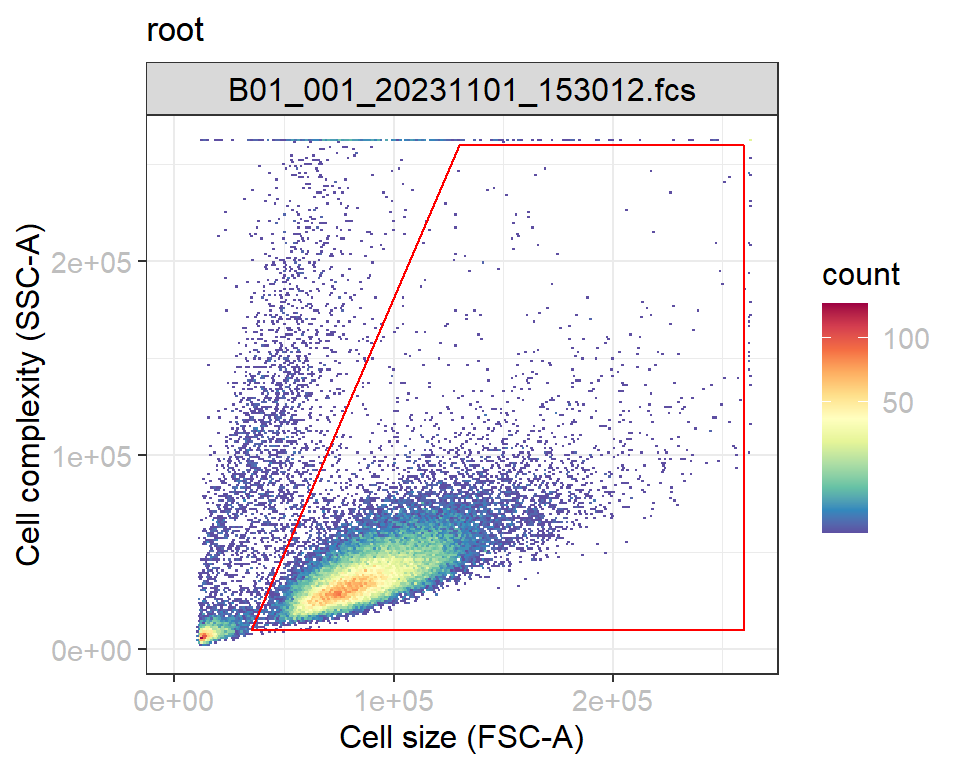 root
B01_001_20231101_153012.fcs
Cell complexity (SSC-A)
2e+05
1e+05
0e+00
0e+00 1e+05 2e+05
Cell size (FSC-A)
count
100
50